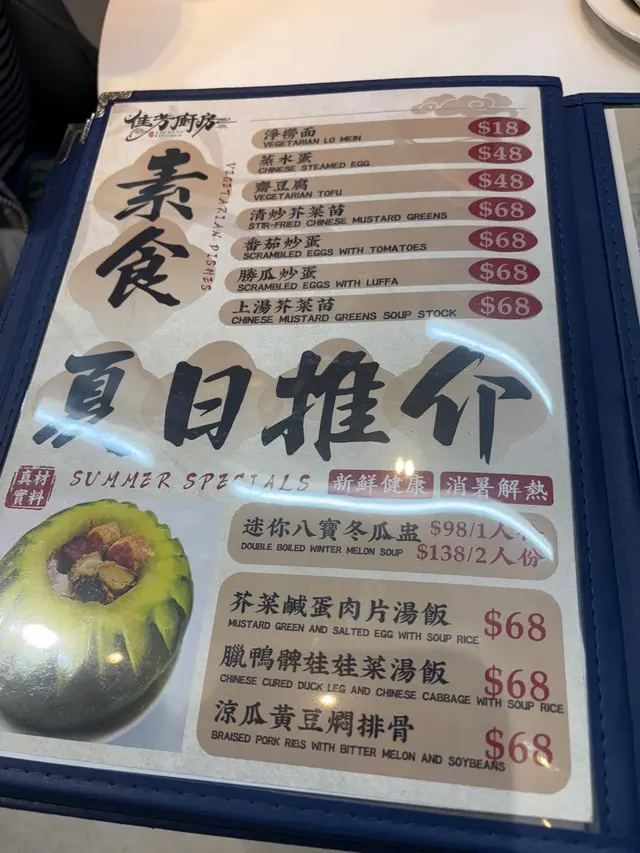 佳芳廚房
素食
VEGETARIAN DISHES
淨撈面 $18
VEGETARIAN LO MEIN
蒸水蛋 $48
CHINESE STEAMED EGG
齋豆腐 $48
VEGETARIAN TOFU
清炒芥菜苗 $68
STIR-FRIED CHINESE MUSTARD GREENS
番茄炒蛋 $68
SCRAMBLED EGGS WITH TOMATOES
勝瓜炒蛋 $68
SCRAMBLED EGGS WITH LUFFA
上湯芥菜苗 $68
CHINESE MUSTARD GREENS SOUP STOCK
夏日推介
真材實料
SUMMER SPECIALS
新鮮健康 消暑解熱
迷你八寶冬瓜盅 $98/1人份
DOUBLE BOILED WINTER MELON SOUP $138/2人份
芥菜鹹蛋肉片湯飯 $68
MUSTARD GREEN AND SALTED EGG WITH SOUP RICE
臘鴨髀娃娃菜湯飯 $68
CHINESE CURED DUCK LEG AND CHINESE CABBAGE WITH SOUP RICE
涼瓜黃豆燜排骨 $68
BRAISED PORK RIBS WITH BITTER MELON AND SOYBEANS